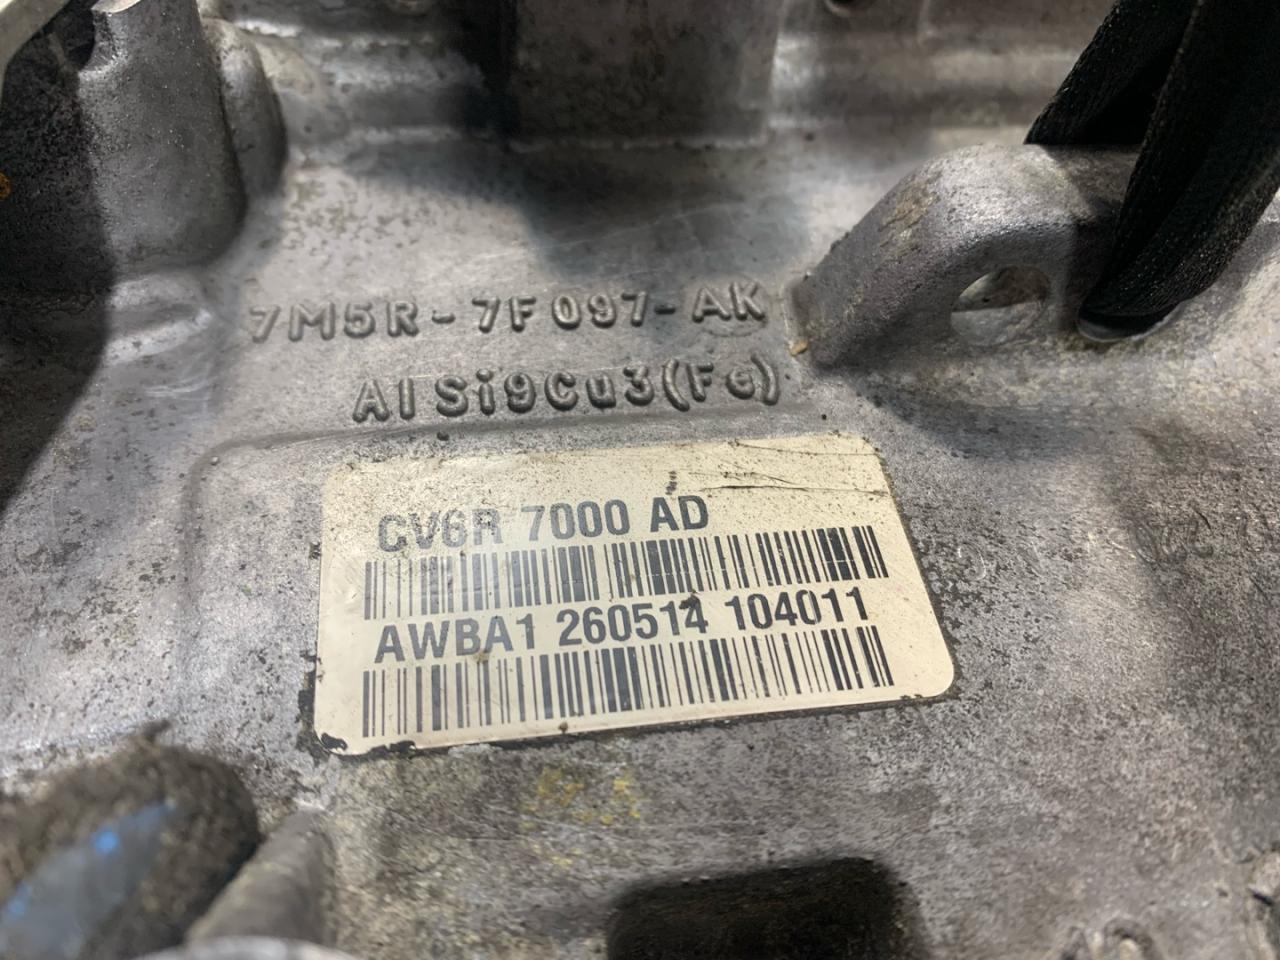 7M5R-7F097-AK
AlSi9Cu3(Fe)
CV6R 7000 AD
AWBA1 260514 104011